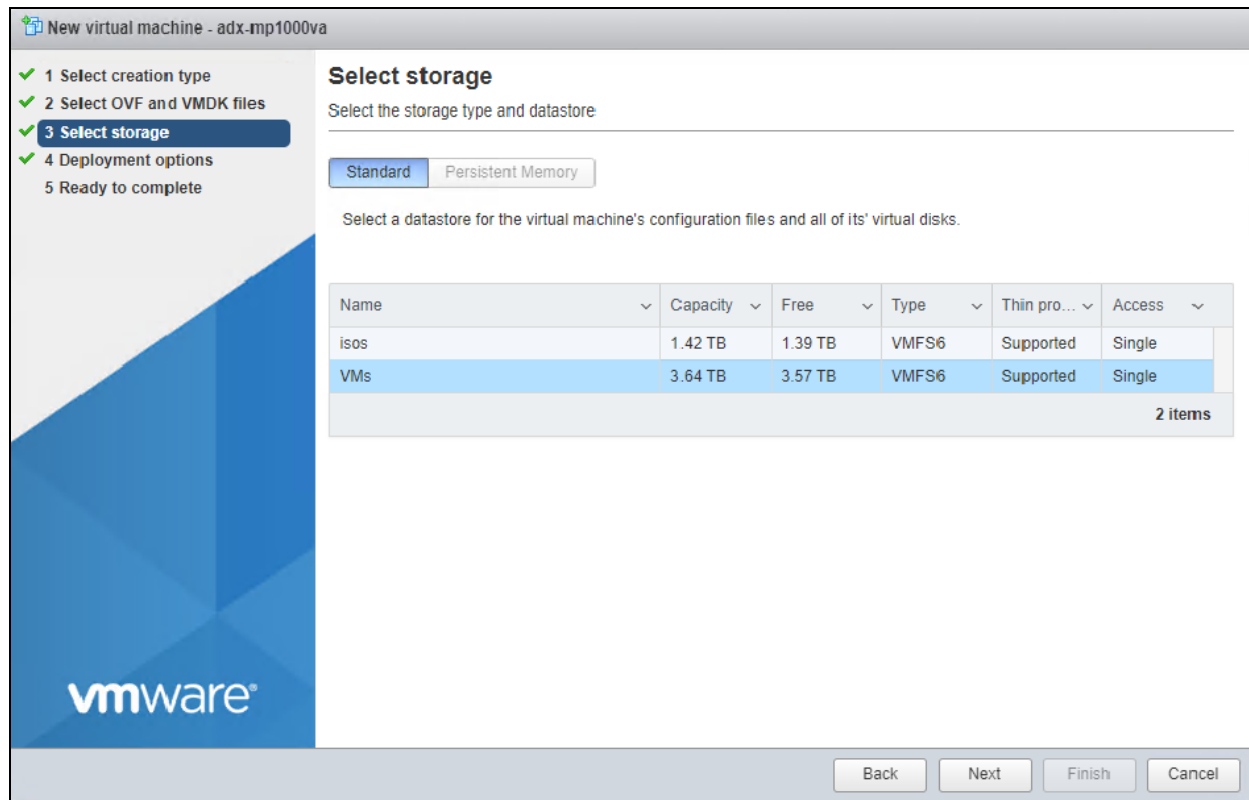 New virtual machine - adx-mp1000va
1 Select creation type
2 Select OVF and VMDK files
3 Select storage
4 Deployment options
5 Ready to complete
Select storage
Select the storage type and datastore
Standard Persistent Memory
Select a datastore for the virtual machine's configuration files and all of its' virtual disks.
Name Capacity Free Type Thin pro... Access
isos 1.42 TB 1.39 TB VMFS6 Supported Single
VMs 3.64 TB 3.57 TB VMFS6 Supported Single
2 items
vmware®
Back Next Finish Cancel